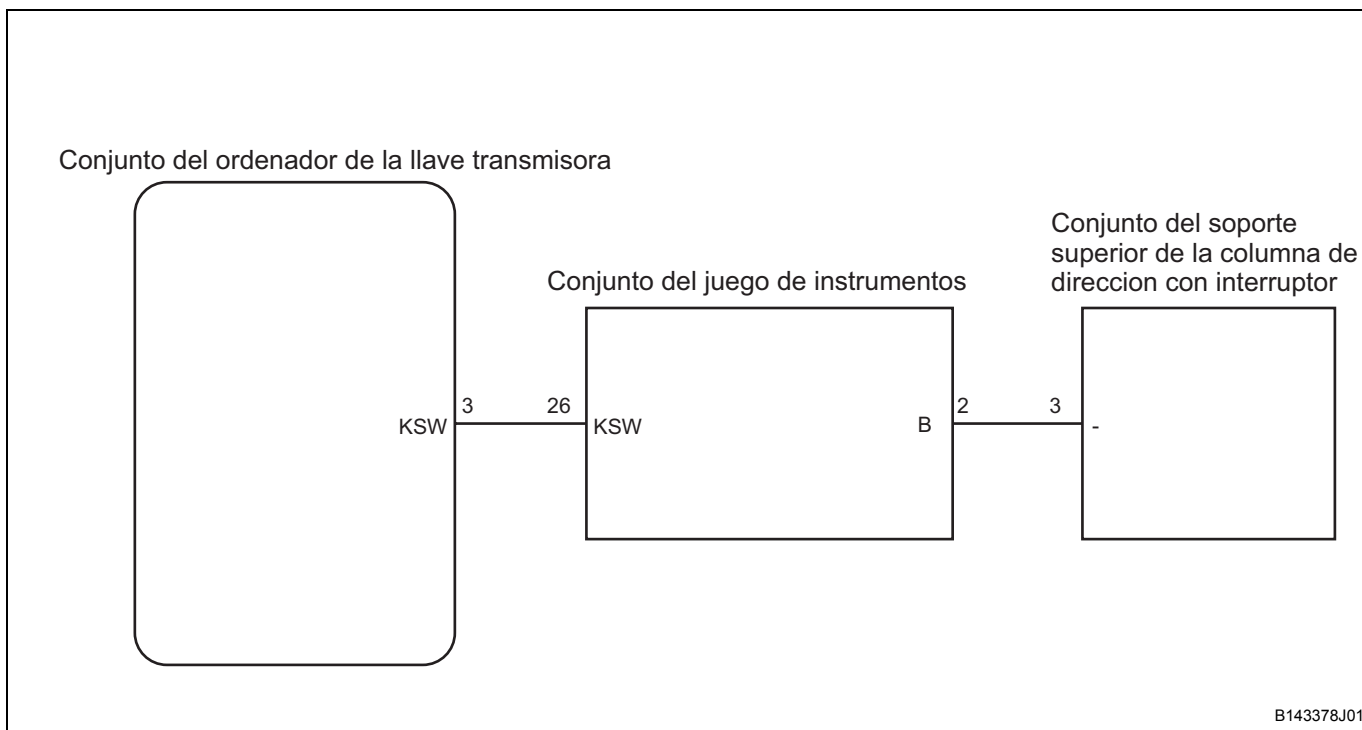 Conjunto del ordenador de la llave transmisora
Conjunto del juego de instrumentos
Conjunto del soporte
superior de la columna de
direccion con interruptor
KSW 3 26 KSW B 2 3 -
B143378J01